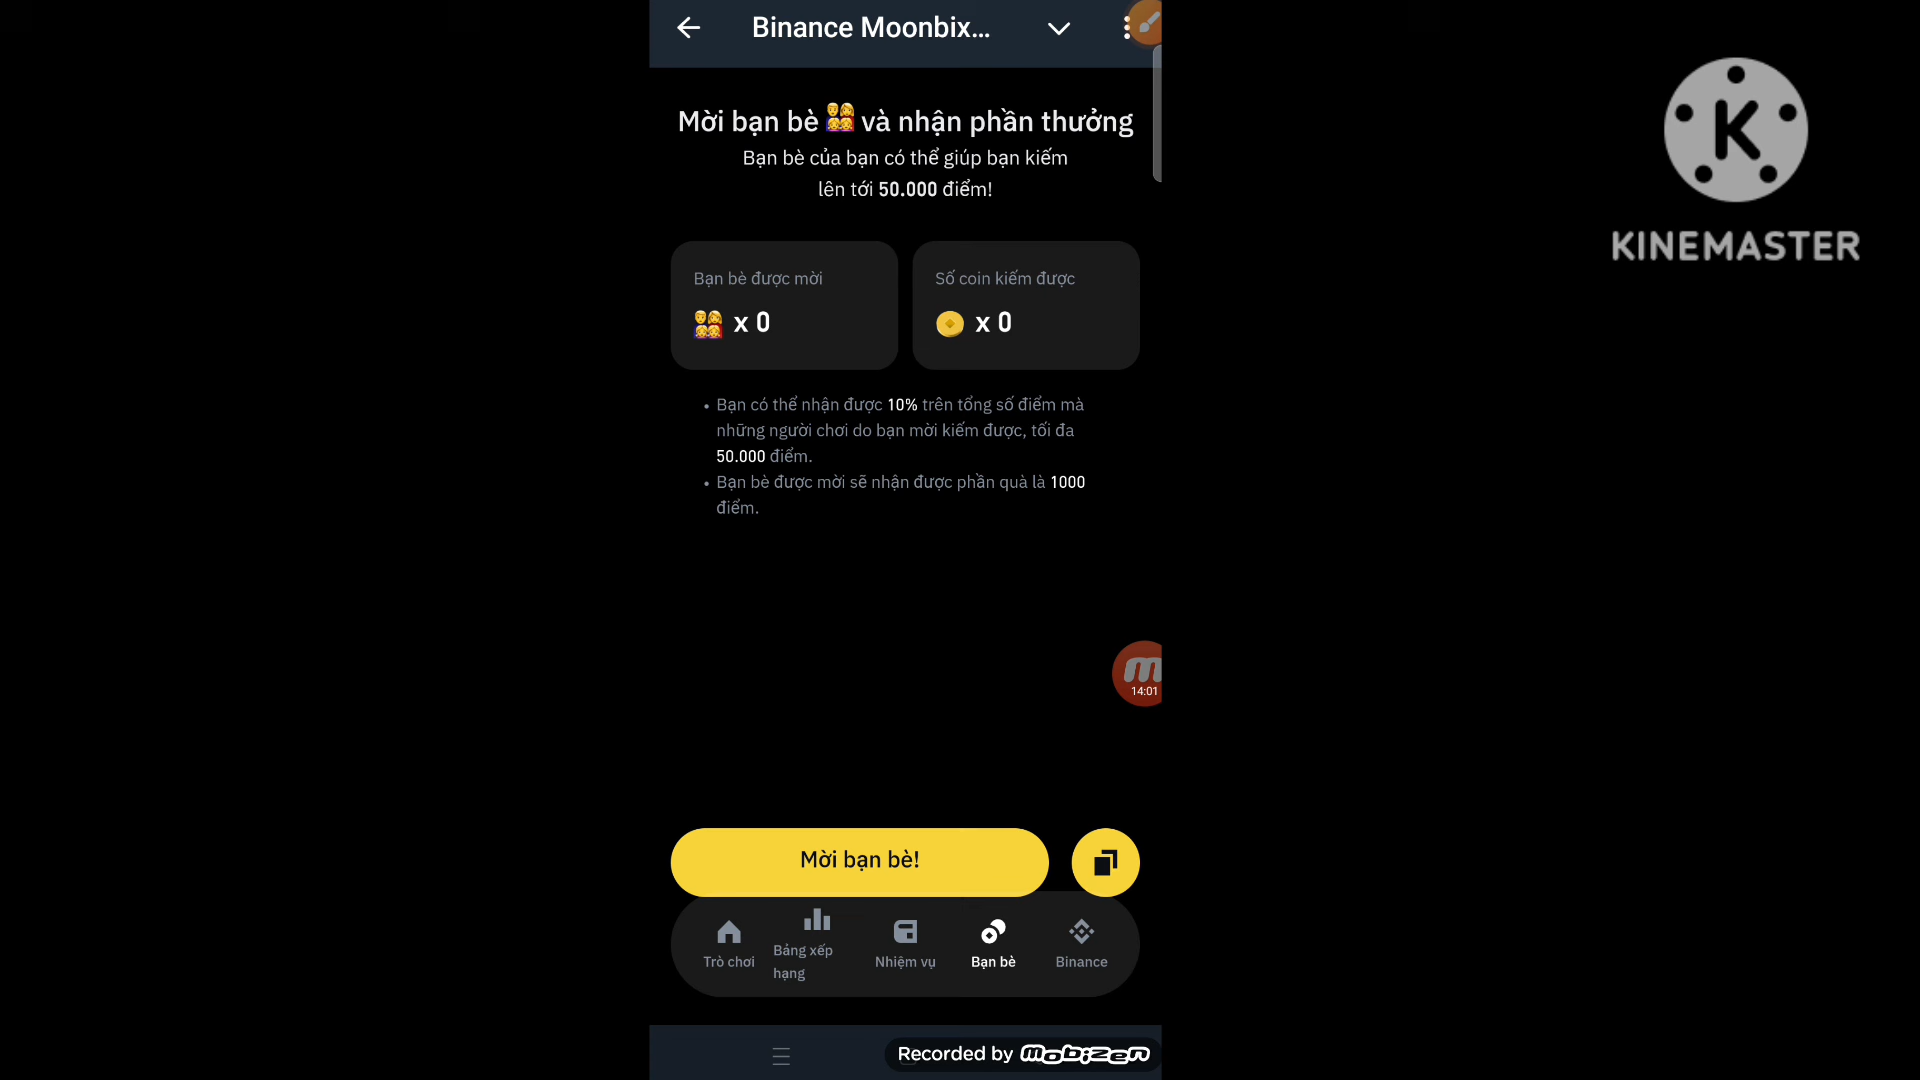 Binance Moonbix...
Mời bạn bè 👨‍👩‍👧‍👦 và nhận phần thưởng
Bạn bè của bạn có thể giúp bạn kiếm
lên tới 50.000 điểm!
Bạn bè được mời
x 0
Số coin kiếm được
x 0
• Bạn có thể nhận được 10% trên tổng số điểm mà
những người chơi do bạn mời kiếm được, tối đa
50.000 điểm.
• Bạn bè được mời sẽ nhận được phần quà là 1000
điểm.
14:01
Mời bạn bè!
Trò chơi
Bảng xếp
hạng
Nhiệm vụ
Bạn bè
Binance
Recorded by mobizen
K
KINEMASTER